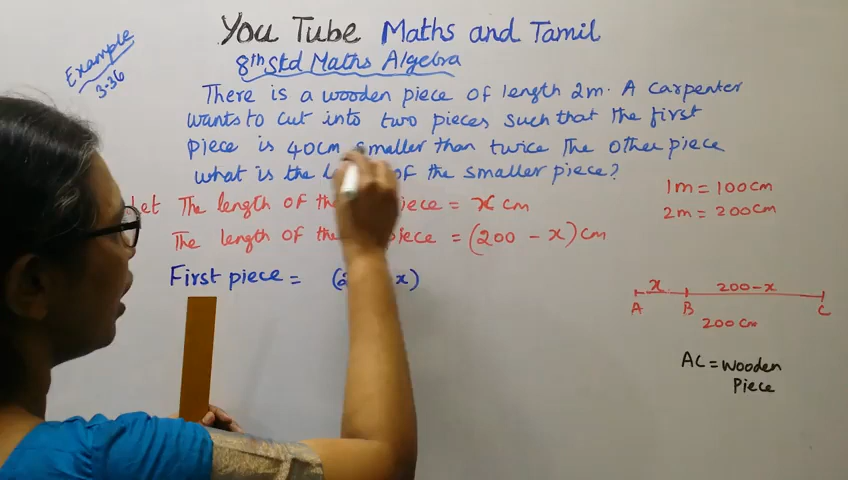 You Tube Maths and Tamil
8th Std Maths Algebra
Example
3-36
There is a wooden piece of length 2m. A carpenter
wants to cut into two pieces such that the first
piece is 40cm smaller than twice the other piece
what is the of the smaller piece?
Let The length of the piece = x cm
The length of the piece = (200 - x) cm
First piece = ( x)
1m = 100cm
2m = 200cm
x 200-x
A B C
200cm
AC = wooden
Piece